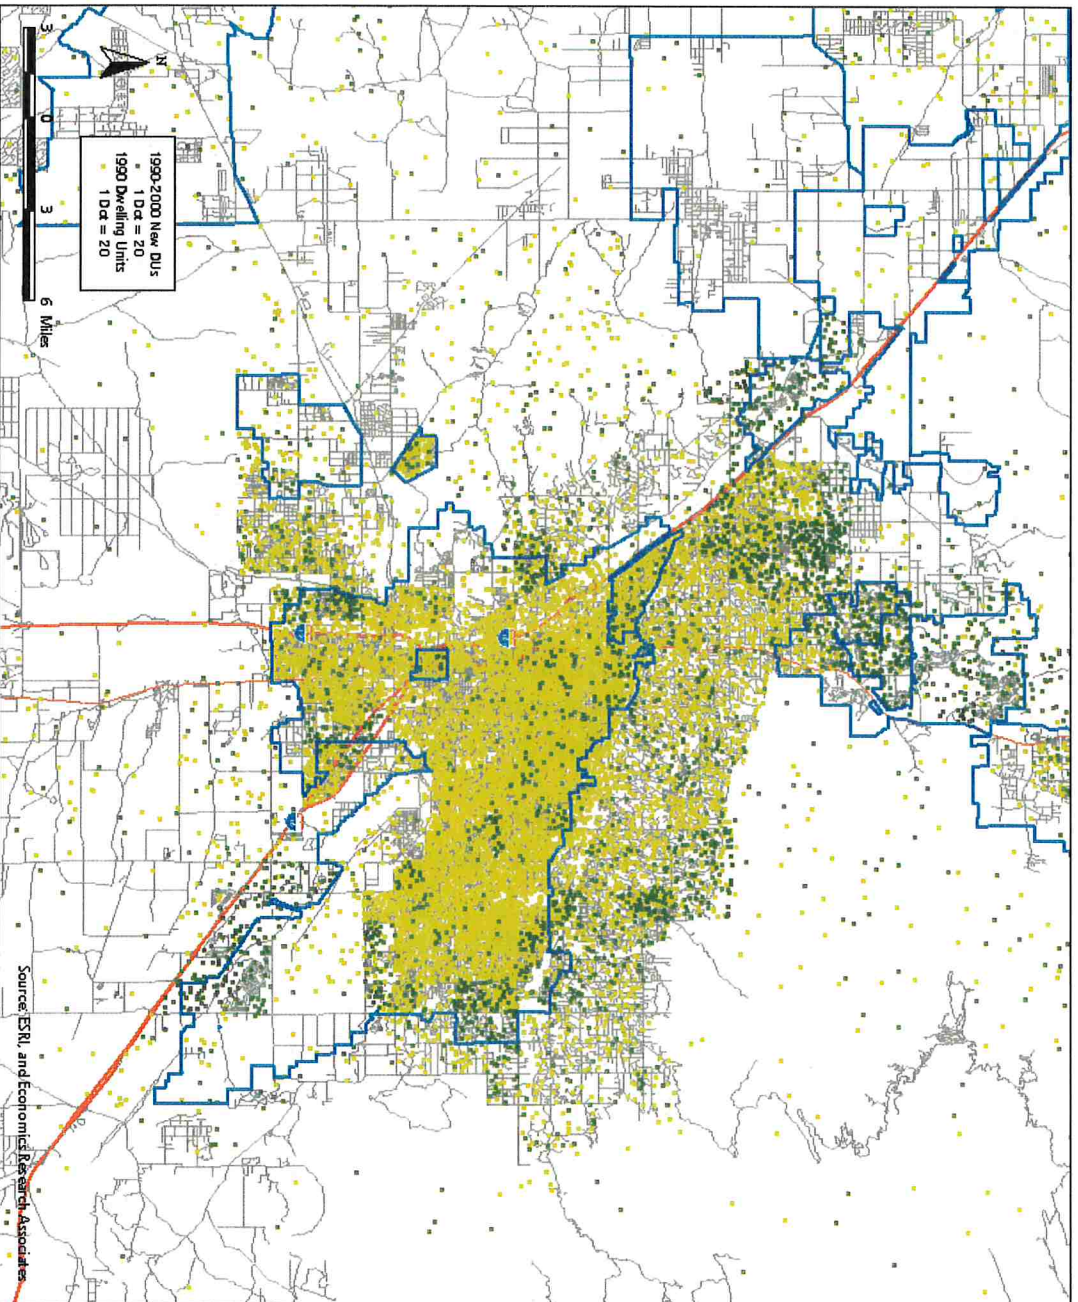 N
3 0 3 6 Miles
1990-2000 New DUs
1 Dot = 20
1990 Dwelling Units
1 Dot = 20
Source: ESRI, and Economics Research Associates